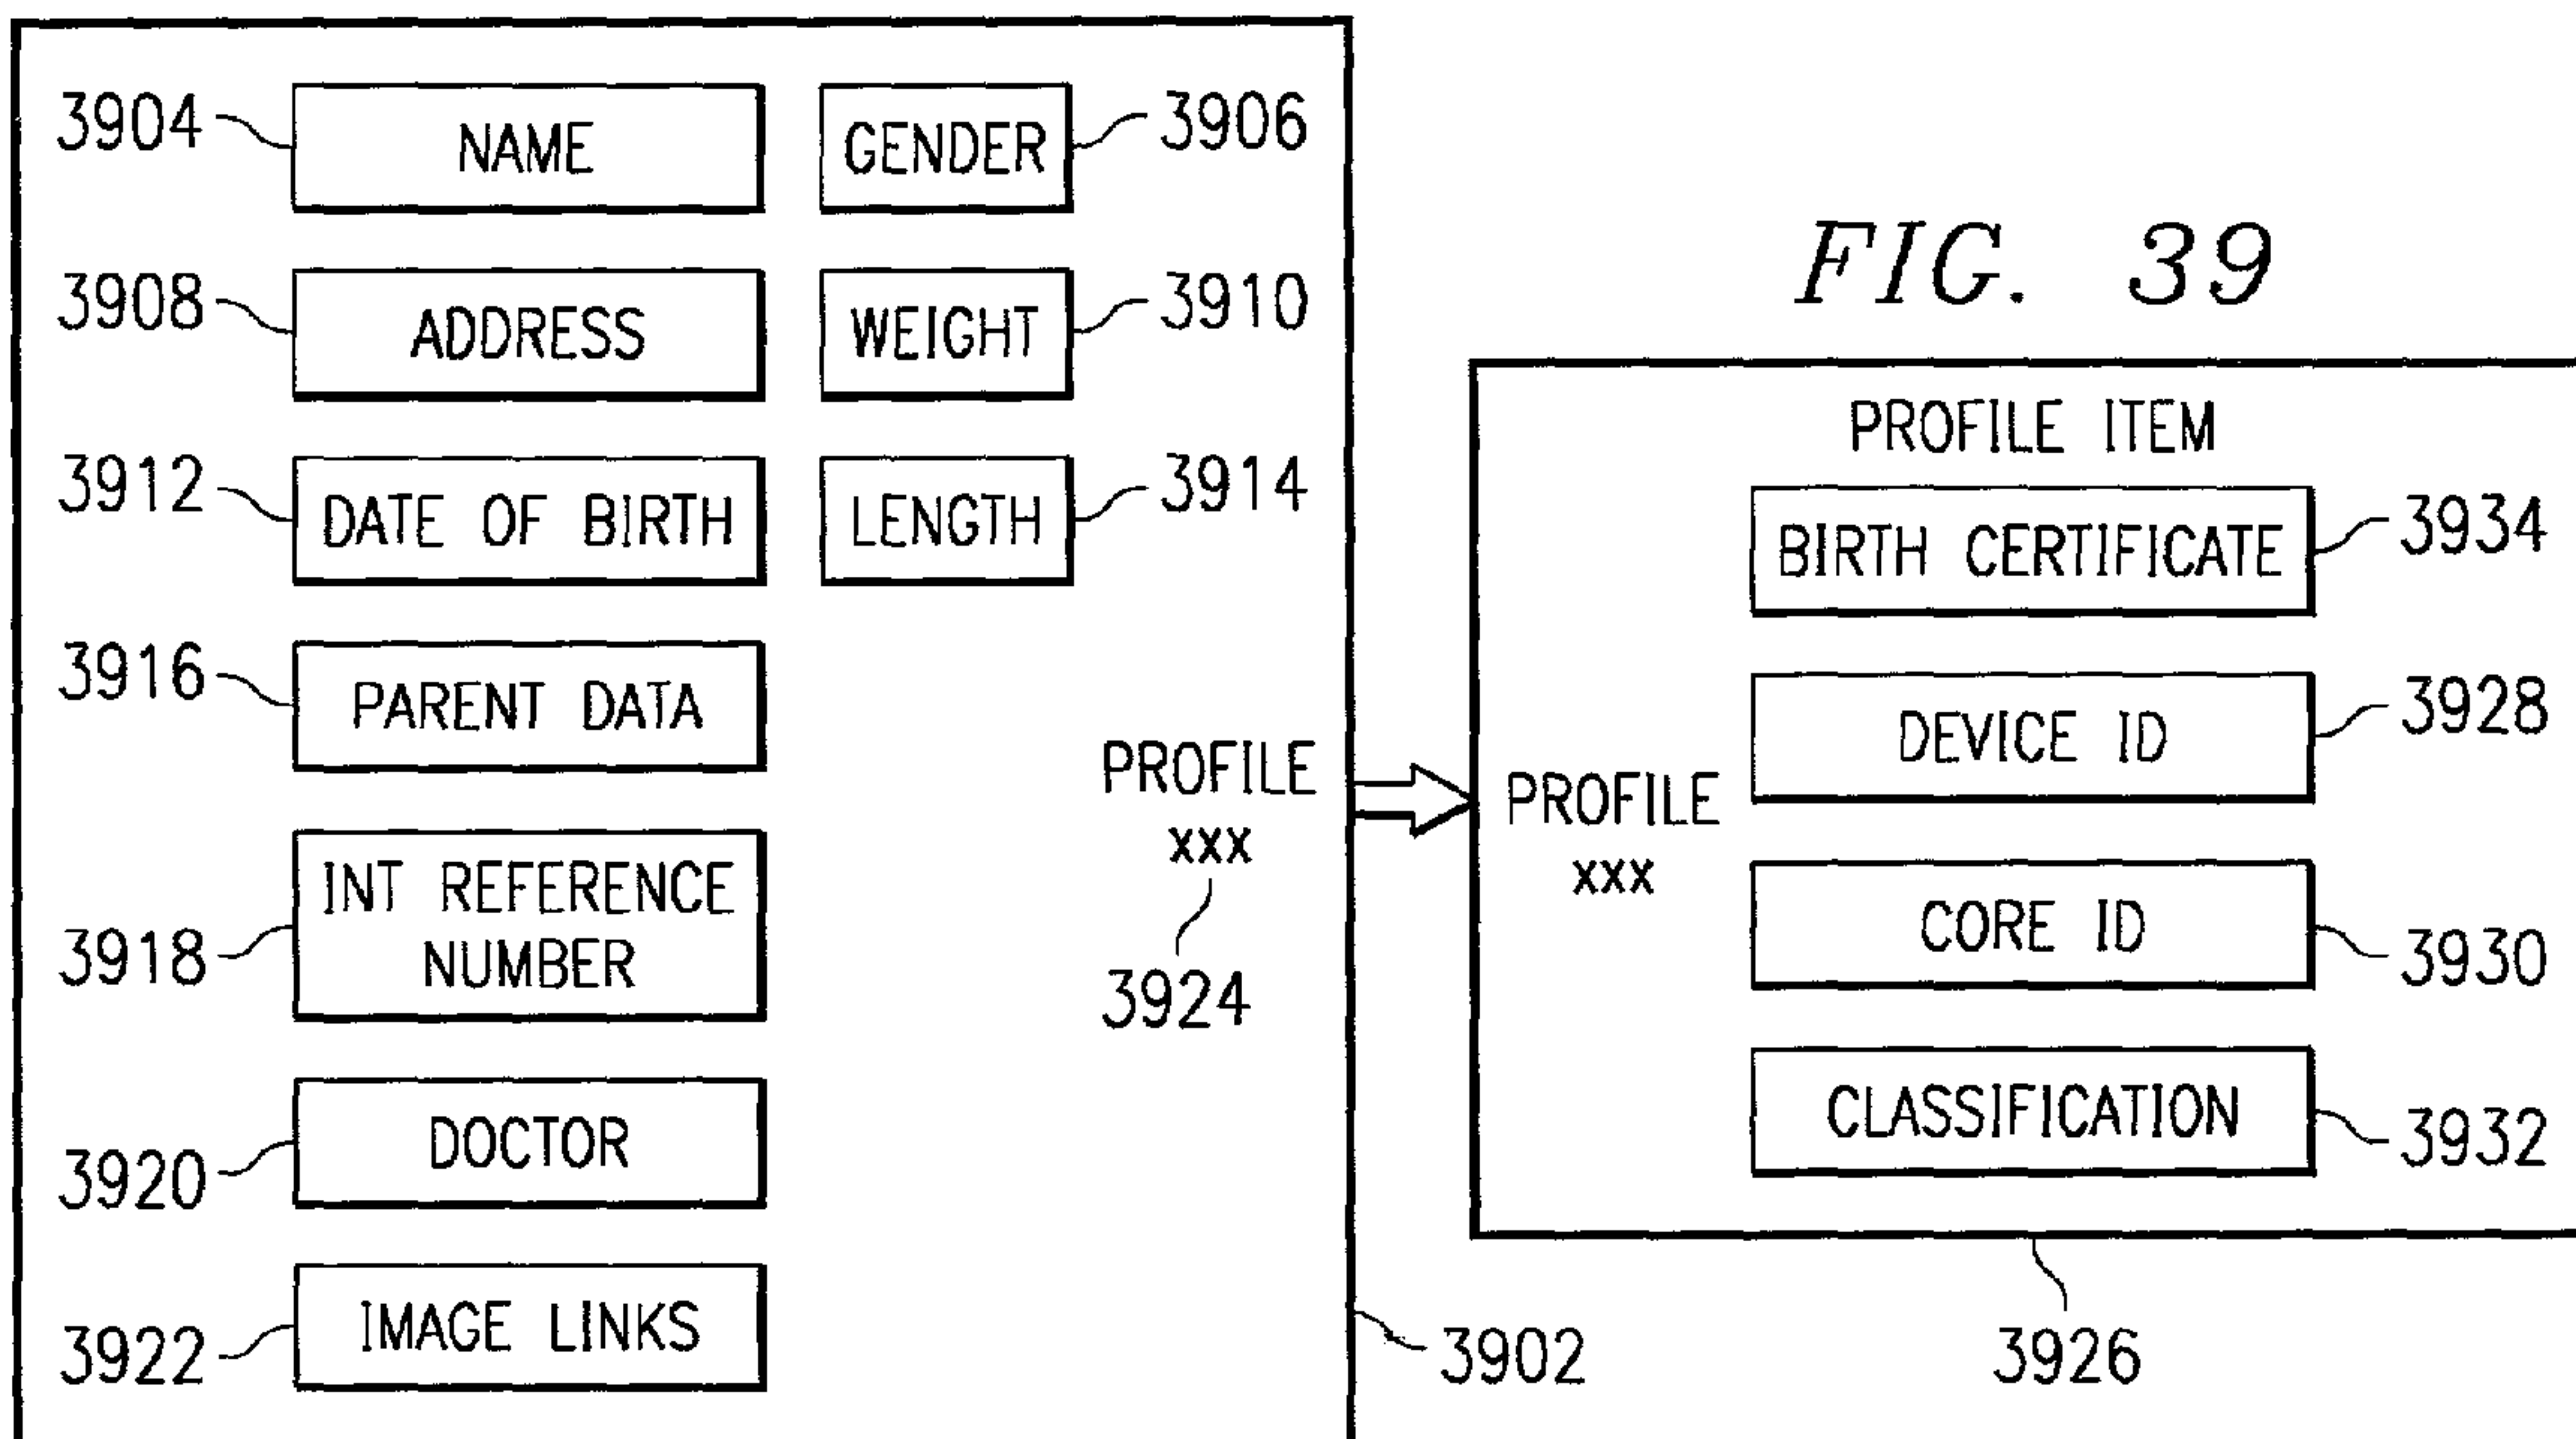 3904
NAME
GENDER
3906
3908
ADDRESS
WEIGHT
3910
3912
DATE OF BIRTH
LENGTH
3914
3916
PARENT DATA
3918
INT REFERENCE
NUMBER
3920
DOCTOR
3922
IMAGE LINKS
PROFILE
xxx
3924
3902
FIG. 39
PROFILE ITEM
BIRTH CERTIFICATE
3934
DEVICE ID
3928
PROFILE
xxx
CORE ID
3930
CLASSIFICATION
3932
3926